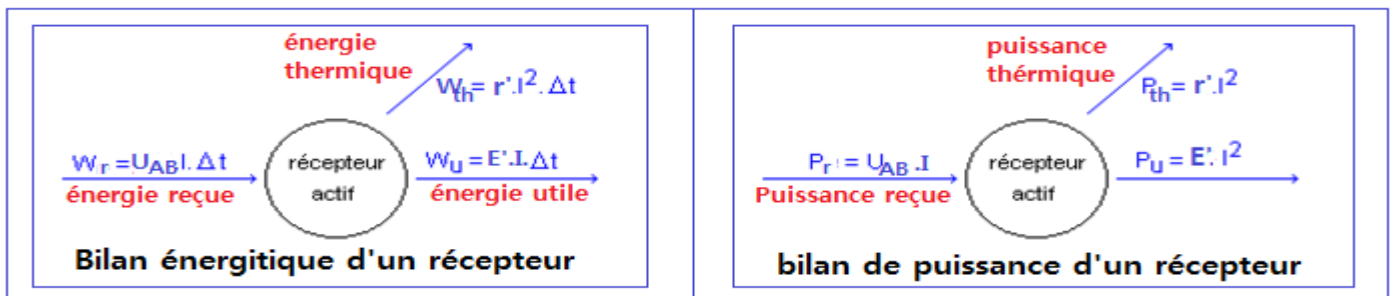 énergie
thermique
Wth= r'.I². Δt
Wr =UABI. Δt
récepteur
actif
WU = E'.I.Δt
énergie reçue
énergie utile
Bilan énergitique d'un récepteur
puissance
thérmique
Pth= r'.I²
Pr = UAB .I
récepteur
actif
PU = E'. I²
Puissance reçue
bilan de puissance d'un récepteur